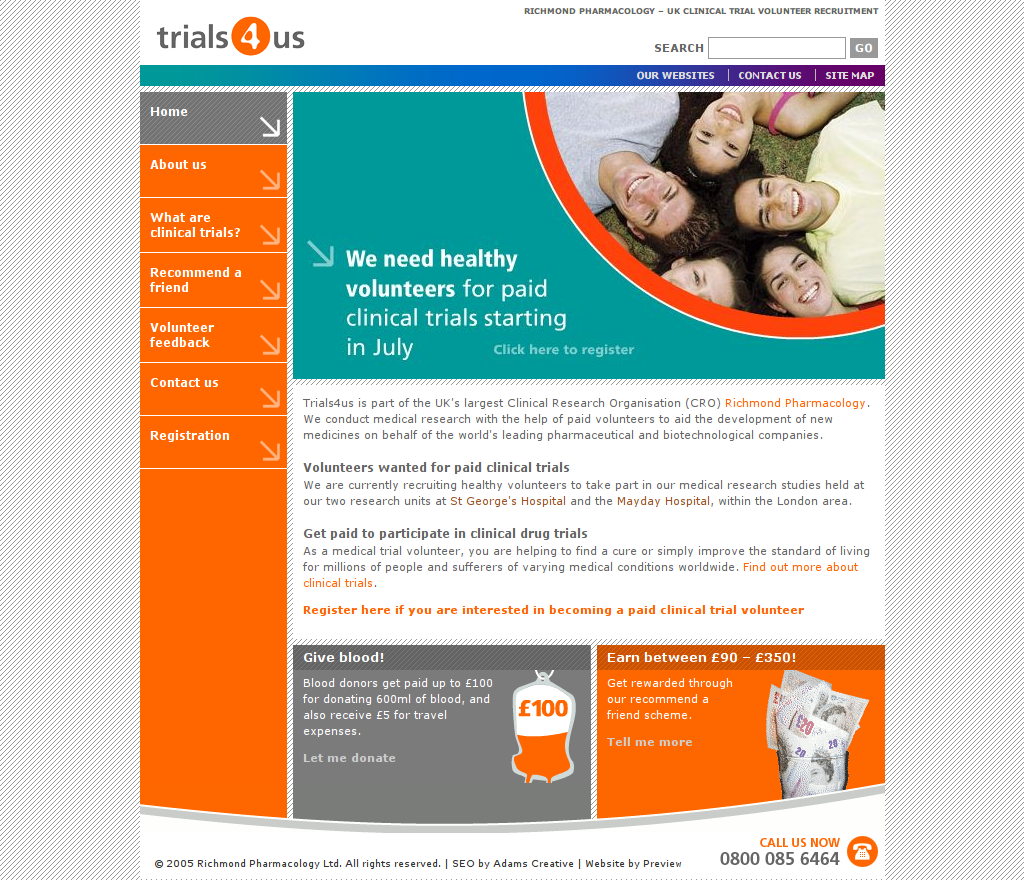 RICHMOND PHARMACOLOGY – UK CLINICAL TRIAL VOLUNTEER RECRUITMENT
trials4us
SEARCH GO
OUR WEBSITES | CONTACT US | SITE MAP
Home
About us
What are
clinical trials?
Recommend a
friend
Volunteer
feedback
Contact us
Registration
We need healthy
volunteers for paid
clinical trials starting
in July
Click here to register
Trials4us is part of the UK's largest Clinical Research Organisation (CRO) Richmond Pharmacology.
We conduct medical research with the help of paid volunteers to aid the development of new
medicines on behalf of the world's leading pharmaceutical and biotechnological companies.
Volunteers wanted for paid clinical trials
We are currently recruiting healthy volunteers to take part in our medical research studies held at
our two research units at St George's Hospital and the Mayday Hospital, within the London area.
Get paid to participate in clinical drug trials
As a medical trial volunteer, you are helping to find a cure or simply improve the standard of living
for millions of people and sufferers of varying medical conditions worldwide. Find out more about
clinical trials.
Register here if you are interested in becoming a paid clinical trial volunteer
Give blood!
Blood donors get paid up to £100
for donating 600ml of blood, and
also receive £5 for travel
expenses.
Let me donate
£100
Earn between £90 – £350!
Get rewarded through
our recommend a
friend scheme.
Tell me more
£20
20
20
CALL US NOW
0800 085 6464
© 2005 Richmond Pharmacology Ltd. All rights reserved. | SEO by Adams Creative | Website by Preview